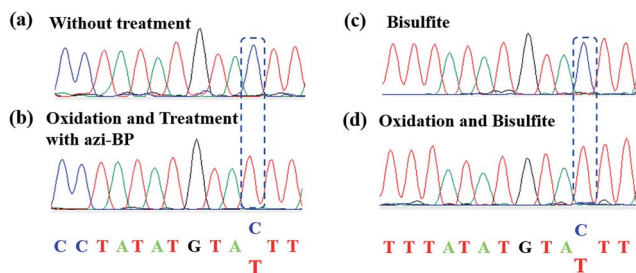 (a) Without treatment
(b) Oxidation and Treatment
with azi-BP
C C T A T A T G T A C T T
T
(c) Bisulfite
(d) Oxidation and Bisulfite
T T T A T A T G T A C T T
T